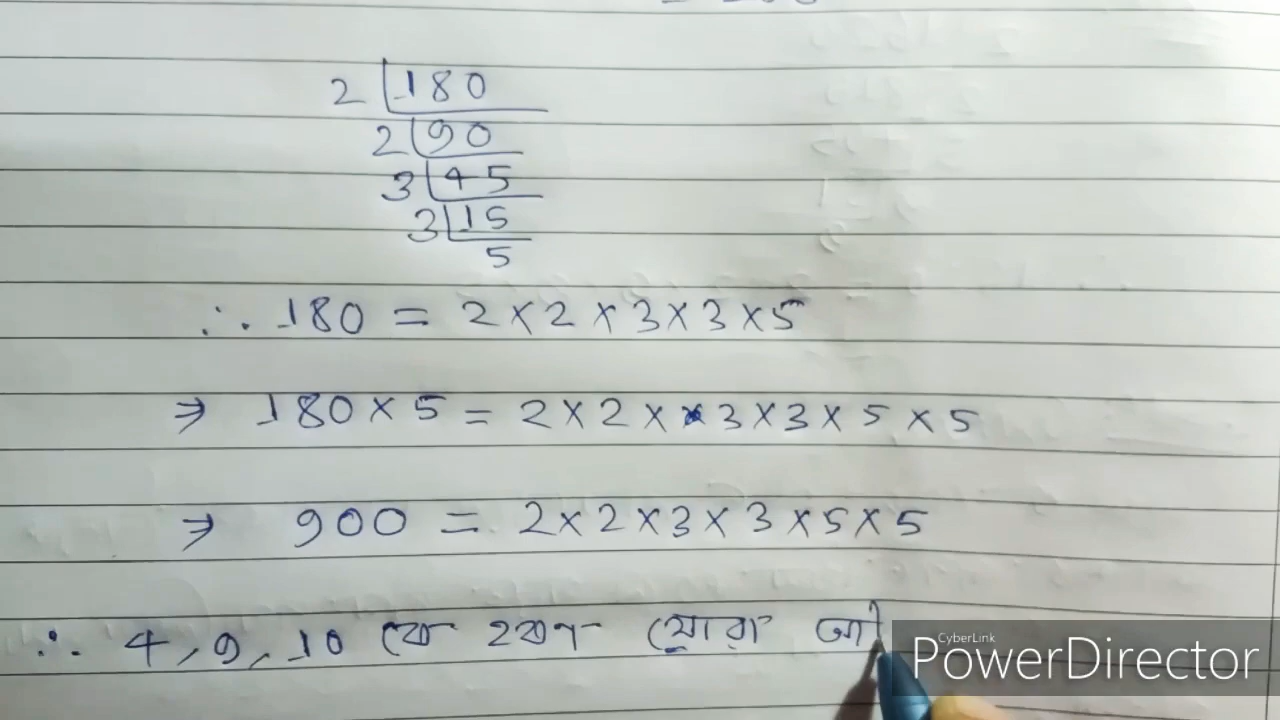 2 180
2 90
3 45
3 15
5
∴ 180 = 2 × 2 × 3 × 3 × 5
⇒ 180 × 5 = 2 × 2 × × 3 × 3 × 5 × 5
⇒ 900 = 2 × 2 × 3 × 3 × 5 × 5
∴ 4, 9, 10
CyberLink
PowerDirector